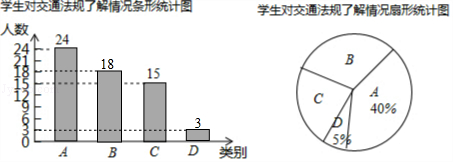 学生对交通法规了解情况条形统计图
人数
24
21
18
15
12
9
6
3
0
24
18
15
3
A B C D 类别
学生对交通法规了解情况扇形统计图
B
A
40%
C
D
5%